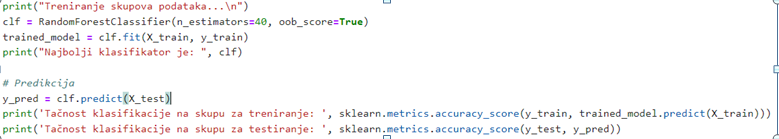 print("Treniranje skupova podataka...\n")
clf = RandomForestClassifier(n_estimators=40, oob_score=True)
trained_model = clf.fit(X_train, y_train)
print("Najbolji klasifikator je: ", clf)
# Predikcija
y_pred = clf.predict(X_test)
print('Tačnost klasifikacije na skupu za treniranje: ', sklearn.metrics.accuracy_score(y_train, trained_model.predict(X_train)))
print('Tačnost klasifikacije na skupu za testiranje: ', sklearn.metrics.accuracy_score(y_test, y_pred))